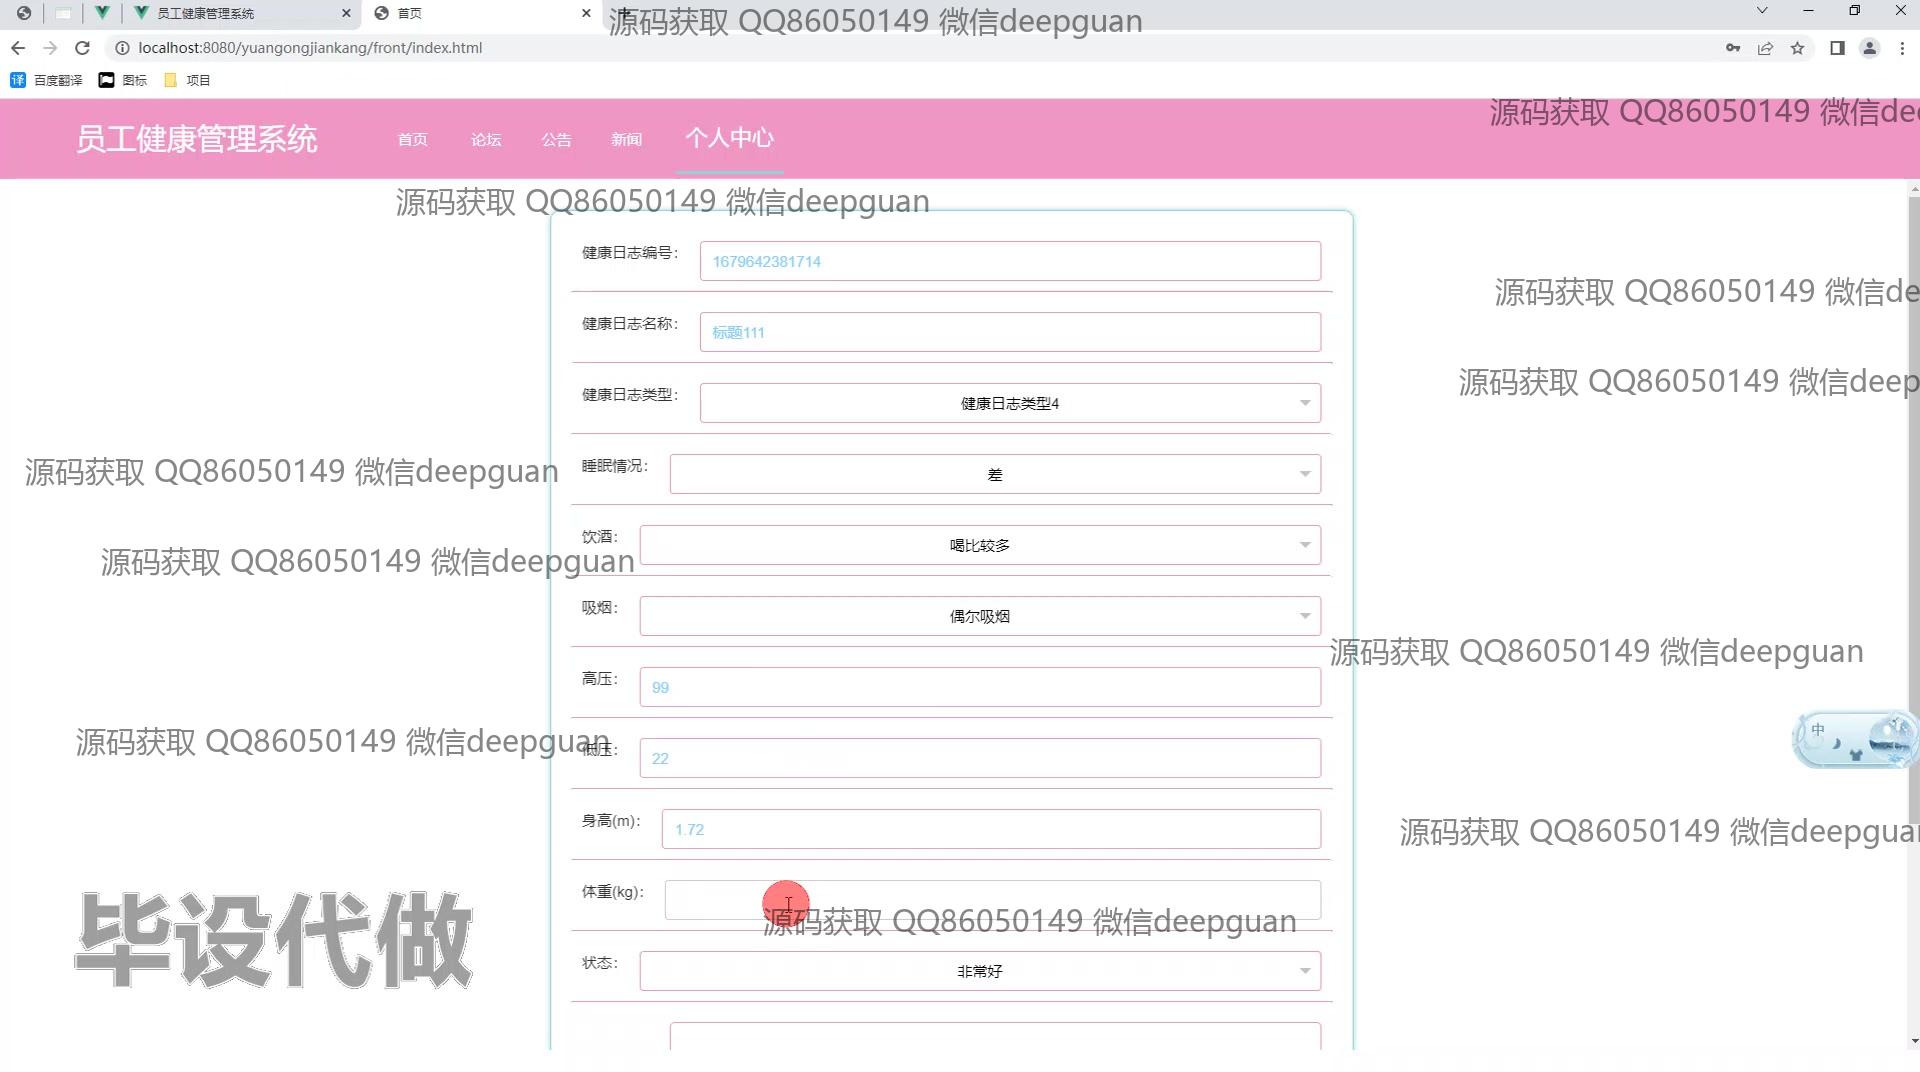 员工健康管理系统
首页
源码获取 QQ86050149 微信deepguan
localhost:8080/yuangongjiankang/front/index.html
译 百度翻译 图标 项目
源码获取 QQ86050149 微信dee
员工健康管理系统 首页 论坛 公告 新闻 个人中心
源码获取 QQ86050149 微信deepguan
健康日志编号: 1679642381714
源码获取 QQ86050149 微信de
健康日志名称: 标题111
源码获取 QQ86050149 微信deep
健康日志类型: 健康日志类型4
源码获取 QQ86050149 微信deepguan
睡眠情况: 差
饮酒: 喝比较多
源码获取 QQ86050149 微信deepguan
吸烟: 偶尔吸烟
源码获取 QQ86050149 微信deepguan
高压: 99
源码获取 QQ86050149 微信deepguan
中
低压: 22
身高(m): 1.72
源码获取 QQ86050149 微信deepguan
体重(kg):
源码获取 QQ86050149 微信deepguan
毕设代做
状态: 非常好